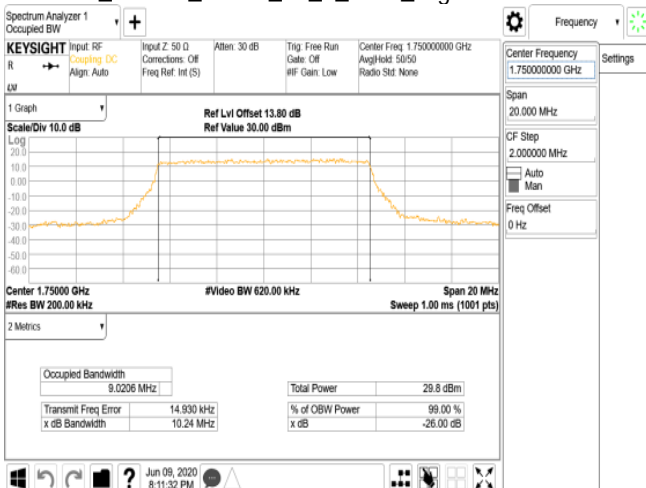 Spectrum Analyzer 1
Occupied BW
Frequency
KEYSIGHT
Input: RF
Coupling: DC
Align: Auto
Input Z: 50 Ω
Corrections: Off
Freq Ref: Int (S)
Atten: 30 dB
Trig: Free Run
Gate: Off
#IF Gain: Low
Center Freq: 1.750000000 GHz
Avg|Hold: 50/50
Radio Std: None
R
LXI
Center Frequency
1.750000000 GHz
Settings
Span
20.000 MHz
CF Step
2.000000 MHz
Auto
Man
Freq Offset
0 Hz
1 Graph
Scale/Div 10.0 dB
Ref Lvl Offset 13.80 dB
Ref Value 30.00 dBm
Log
20.0
10.0
0.00
-10.0
-20.0
-30.0
-40.0
-50.0
-60.0
Center 1.75000 GHz
#Res BW 200.00 kHz
#Video BW 620.00 kHz
Span 20 MHz
Sweep 1.00 ms (1001 pts)
2 Metrics
Occupied Bandwidth
9.0206 MHz
Total Power 29.8 dBm
Transmit Freq Error 14.930 kHz
% of OBW Power 99.00 %
x dB Bandwidth 10.24 MHz
x dB -26.00 dB
Jun 09, 2020
8:11:32 PM